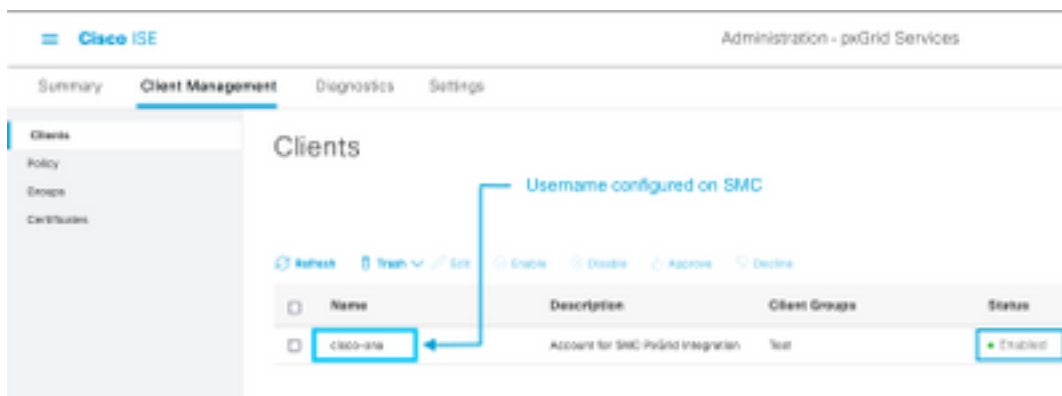 Cisco ISE
Administration - pxGrid Services
Summary Client Management Diagnostics Settings
Clients
Policy
Groups
Certificates
Clients
Username configured on SMC
Refresh Trash Edit Enable Disable Approve Decline
Name Description Client Groups Status
cisco-sna Account for SMC PxGrid Integration Test Enabled